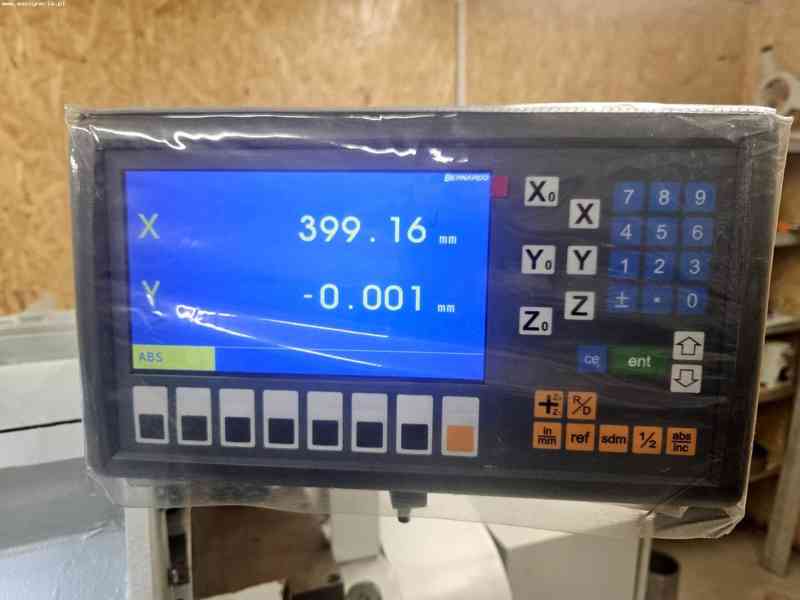 www.maszyneria.pl
BERNARDO
X 399.16 mm
Y -0.001 mm
ABS
X0 X 7 8 9
4 5 6
Y0 Y 1 2 3
Z0 Z ± . 0
ce ent
+ R/D
in/mm ref sdm 1/2 abs/inc